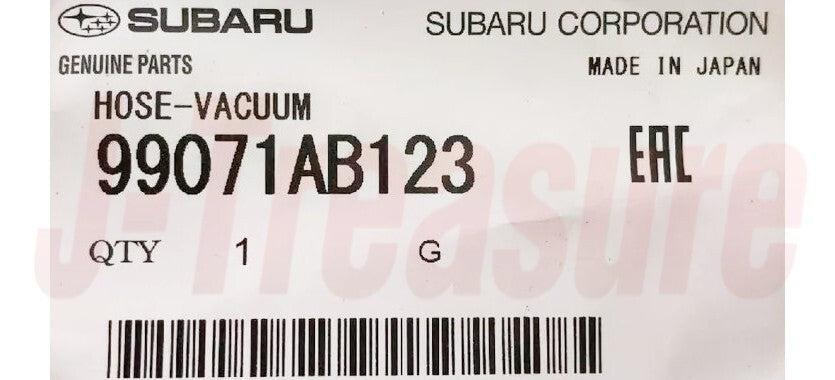 SUBARU SUBARU CORPORATION
GENUINE PARTS MADE IN JAPAN
HOSE-VACUUM
99071AB123 EAC
QTY 1 G
J-Treasure